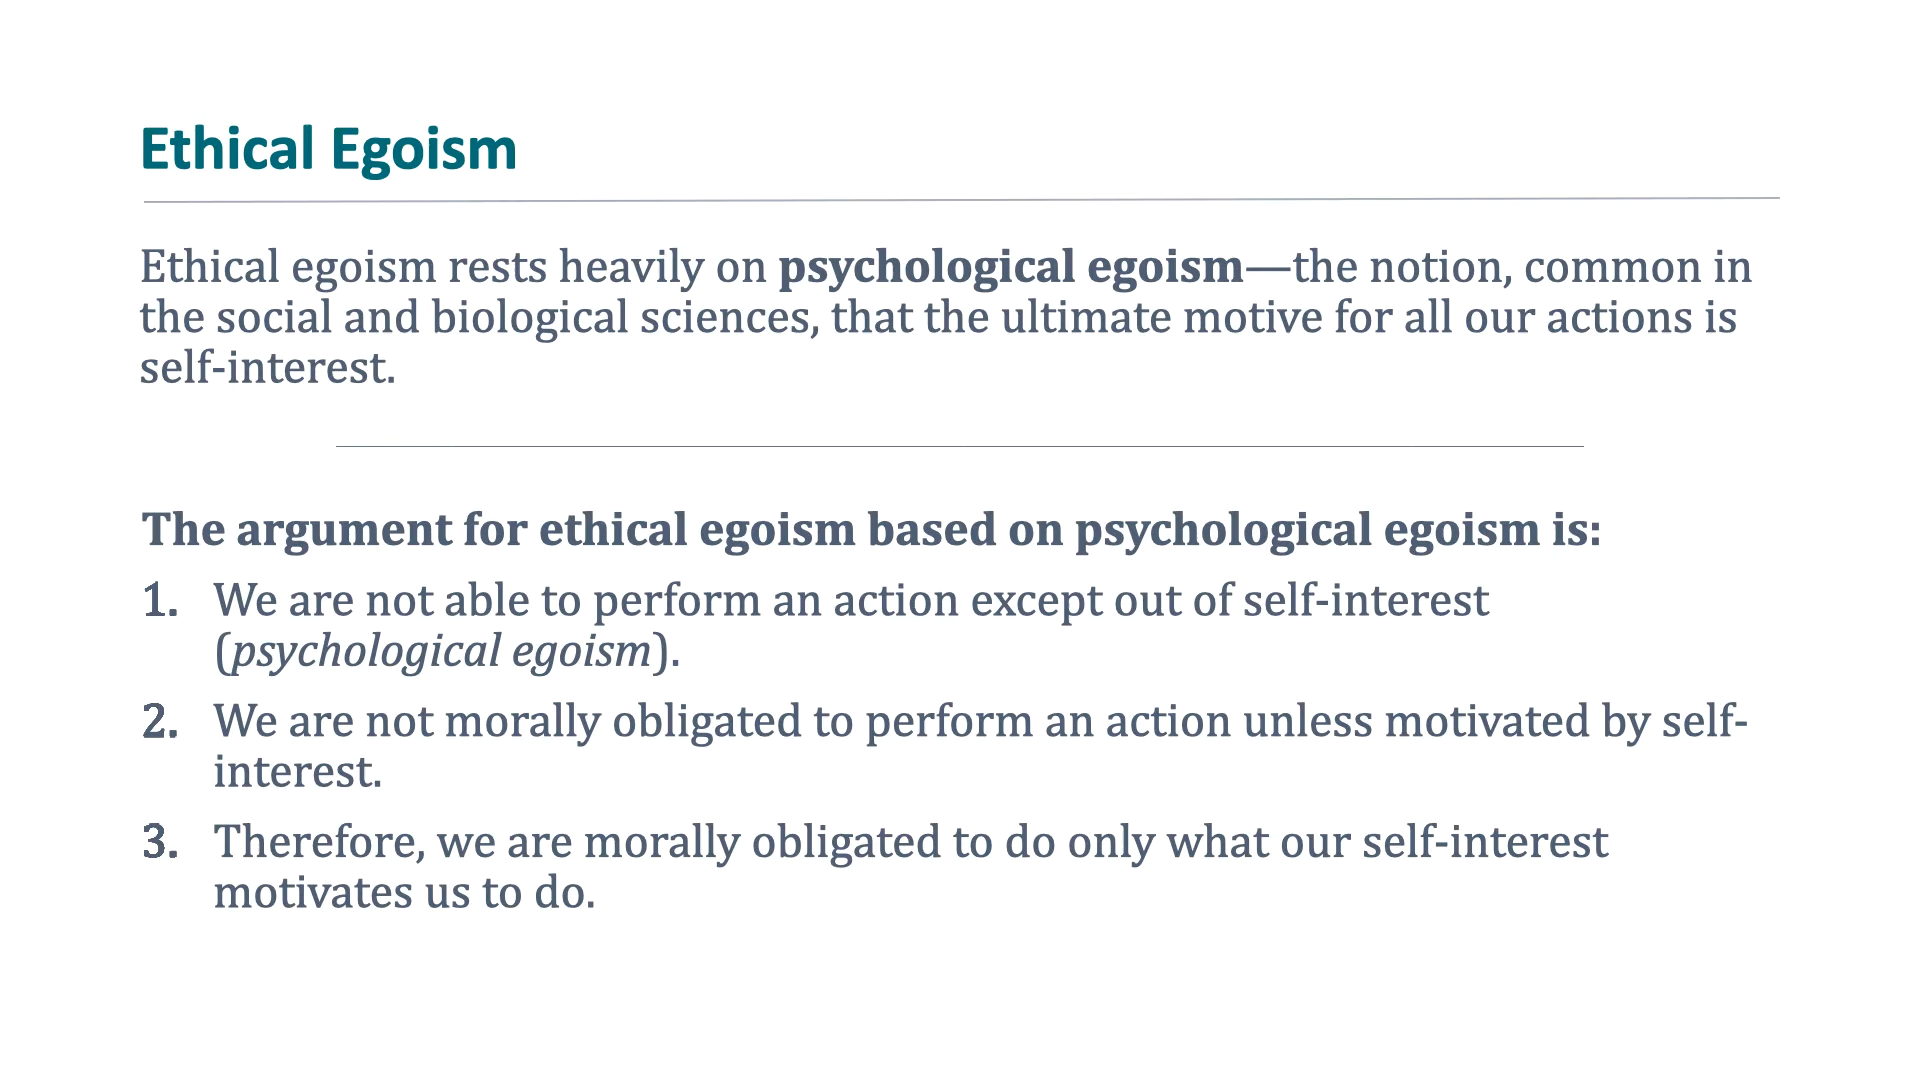 Ethical Egoism
Ethical egoism rests heavily on psychological egoism—the notion, common in
the social and biological sciences, that the ultimate motive for all our actions is
self-interest.
The argument for ethical egoism based on psychological egoism is:
1. We are not able to perform an action except out of self-interest
(psychological egoism).
2. We are not morally obligated to perform an action unless motivated by self-
interest.
3. Therefore, we are morally obligated to do only what our self-interest
motivates us to do.